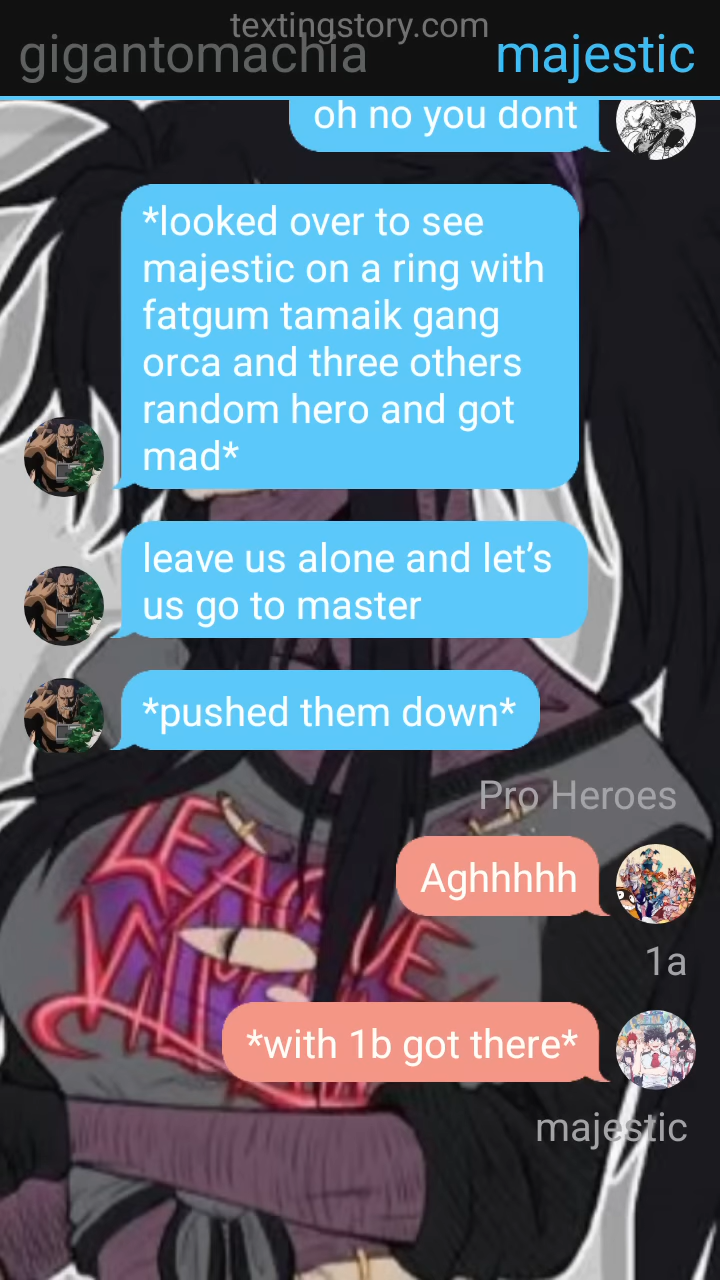 textingstory.com
gigantomachia
majestic
oh no you dont
*looked over to see
majestic on a ring with
fatgum tamaik gang
orca and three others
random hero and got
mad*
leave us alone and let’s
us go to master
*pushed them down*
Pro Heroes
Aghhhhh
1a
*with 1b got there*
majestic
LEAGUE